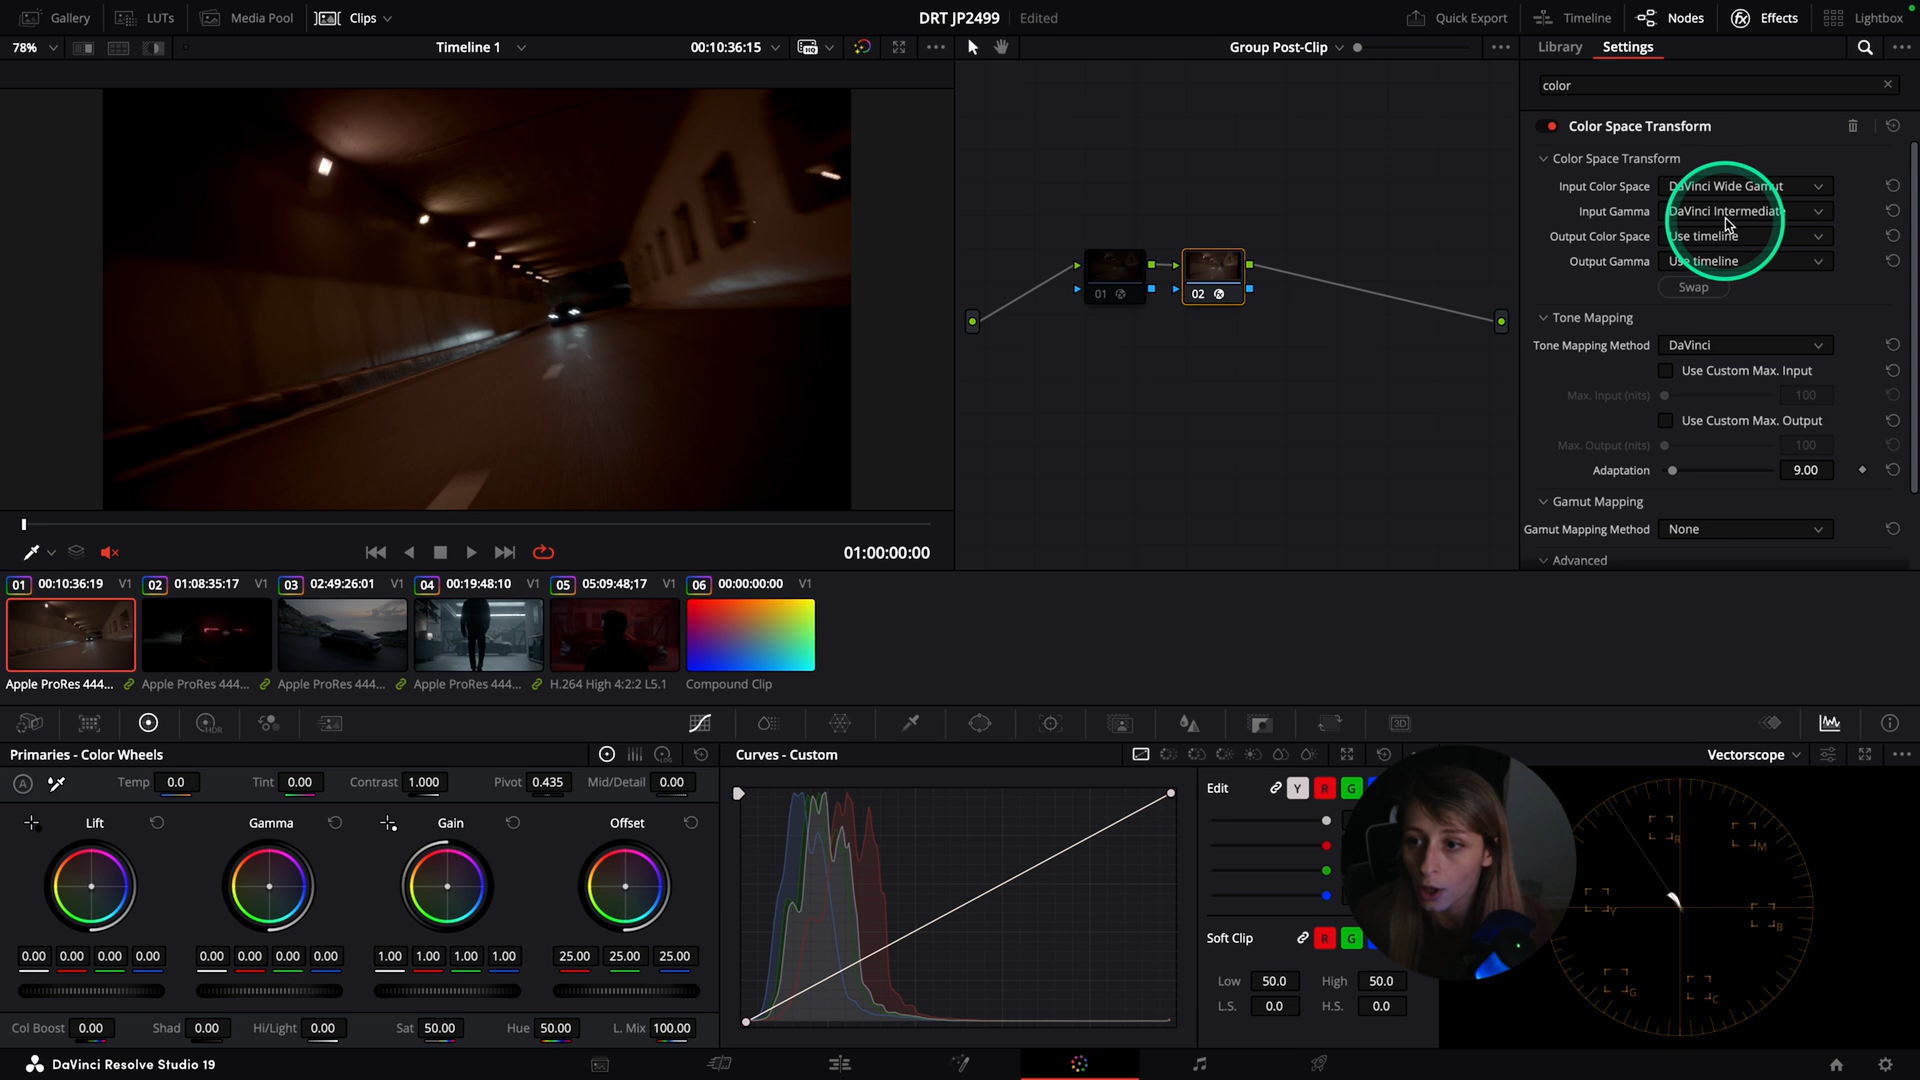 Gallery
LUTs
Media Pool
Clips
DRT JP2499
Edited
Quick Export
Timeline
Nodes
Effects
Lightbox
78%
Timeline 1
00:10:36:15
Group Post-Clip
Library
Settings
color
Color Space Transform
Color Space Transform
Input Color Space
DaVinci Wide Gamut
Input Gamma
DaVinci Intermediate
Output Color Space
Use timeline
Output Gamma
Use timeline
Swap
Tone Mapping
Tone Mapping Method
DaVinci
Use Custom Max. Input
Max. Input (nits)
100
Use Custom Max. Output
Max. Output (nits)
100
Adaptation
9.00
Gamut Mapping
Gamut Mapping Method
None
Advanced
01
02
01:00:00:00
01 00:10:36:19 V1
02 01:08:35:17 V1
03 02:49:26:01 V1
04 00:19:48:10 V1
05 05:09:48;17 V1
06 00:00:00:00 V1
Apple ProRes 444...
Apple ProRes 444...
Apple ProRes 444...
Apple ProRes 444...
H.264 High 4:2:2 L5.1
Compound Clip
HDR
3D
Primaries - Color Wheels
LOG
Curves - Custom
Vectorscope
A
Temp 0.0
Tint 0.00
Contrast 1.000
Pivot 0.435
Mid/Detail 0.00
Lift
Gamma
Gain
Offset
0.00 0.00 0.00 0.00
0.00 0.00 0.00 0.00
1.00 1.00 1.00 1.00
25.00 25.00 25.00
Col Boost 0.00
Shad 0.00
Hi/Light 0.00
Sat 50.00
Hue 50.00
L. Mix 100.00
Edit
Y R G
Soft Clip
R G
Low 50.0
High 50.0
L.S. 0.0
H.S. 0.0
R
M
Y
B
G
C
DaVinci Resolve Studio 19